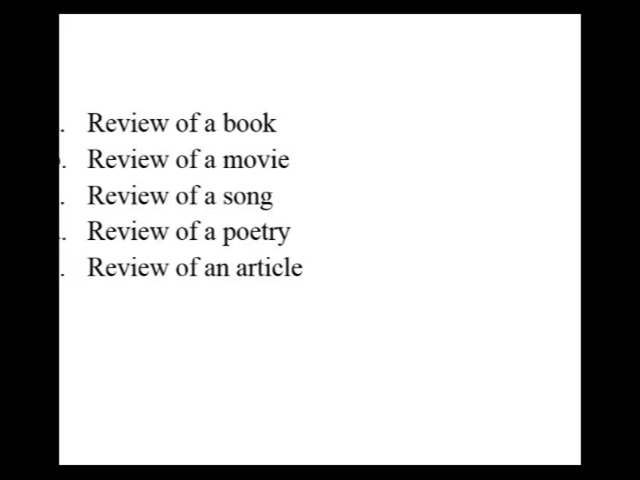 . Review of a book
. Review of a movie
. Review of a song
. Review of a poetry
. Review of an article